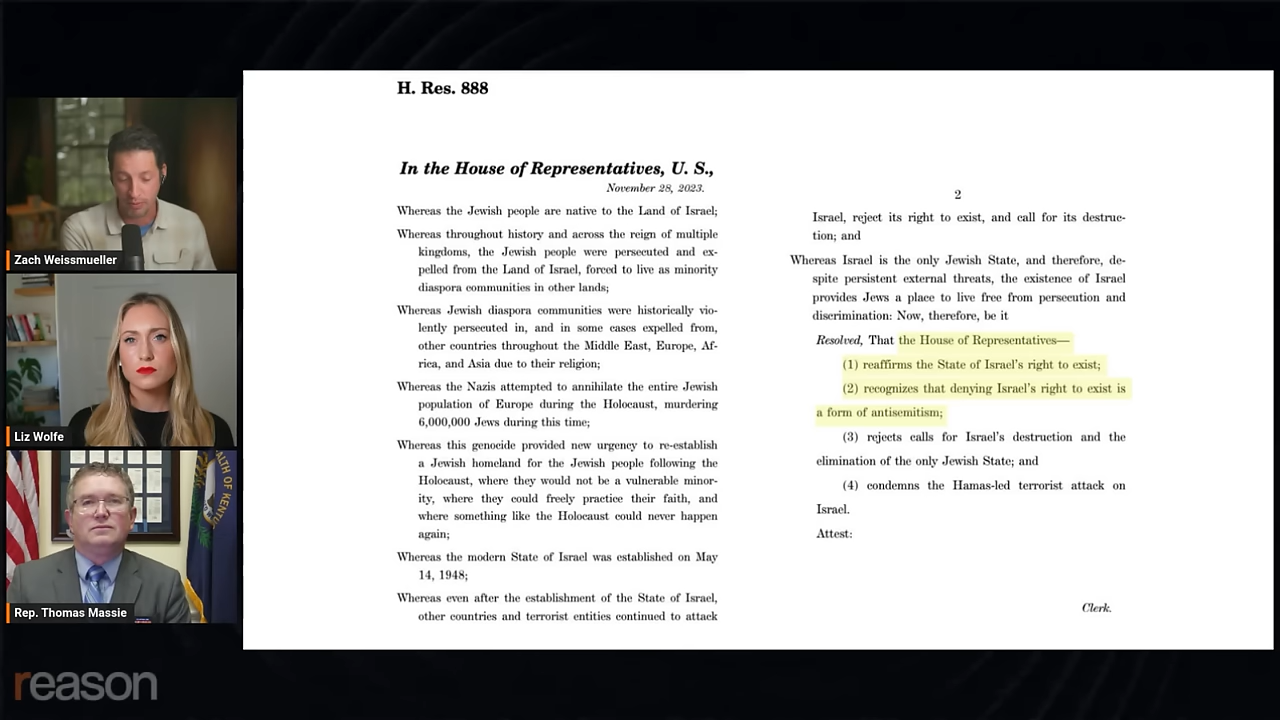 Zach Weissmueller
Liz Wolfe
Rep. Thomas Massie
reason
H. Res. 888
In the House of Representatives, U. S.,
November 28, 2023.
Whereas the Jewish people are native to the Land of Israel;
Whereas throughout history and across the reign of multiple
kingdoms, the Jewish people were persecuted and ex-
pelled from the Land of Israel, forced to live as minority
diaspora communities in other lands;
Whereas Jewish diaspora communities were historically vio-
lently persecuted in, and in some cases expelled from,
other countries throughout the Middle East, Europe, Af-
rica, and Asia due to their religion;
Whereas the Nazis attempted to annihilate the entire Jewish
population of Europe during the Holocaust, murdering
6,000,000 Jews during this time;
Whereas this genocide provided new urgency to re-establish
a Jewish homeland for the Jewish people following the
Holocaust, where they would not be a vulnerable minor-
ity, where they could freely practice their faith, and
where something like the Holocaust could never happen
again;
Whereas the modern State of Israel was established on May
14, 1948;
Whereas even after the establishment of the State of Israel,
other countries and terrorist entities continued to attack
2
Israel, reject its right to exist, and call for its destruc-
tion; and
Whereas Israel is the only Jewish State, and therefore, de-
spite persistent external threats, the existence of Israel
provides Jews a place to live free from persecution and
discrimination: Now, therefore, be it
Resolved, That the House of Representatives—
(1) reaffirms the State of Israel's right to exist;
(2) recognizes that denying Israel's right to exist is
a form of antisemitism;
(3) rejects calls for Israel's destruction and the
elimination of the only Jewish State; and
(4) condemns the Hamas-led terrorist attack on
Israel.
Attest:
Clerk.